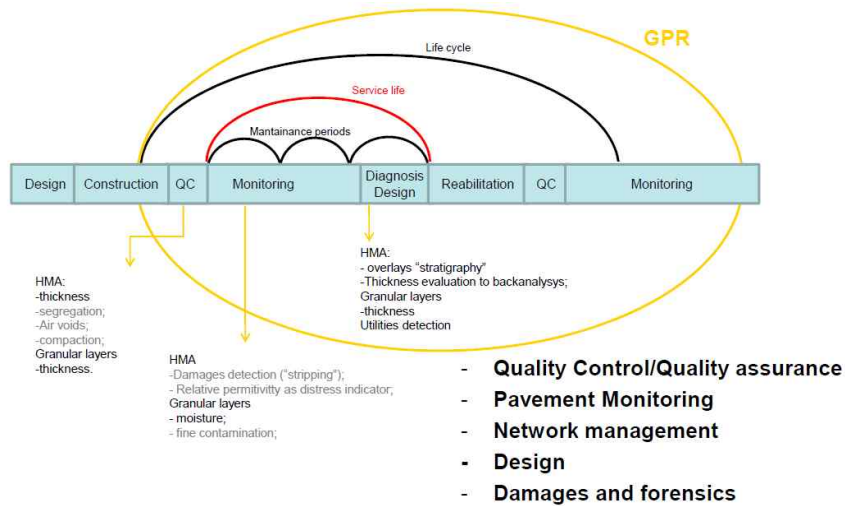 GPR
Life cycle
Service life
Mantainance periods
Design
Construction
QC
Monitoring
Diagnosis
Design
Reabilitation
QC
Monitoring
HMA:
-thickness
-segregation;
-Air voids;
-compaction;
Granular layers
-thickness.
HMA
-Damages detection ("stripping");
- Relative permitivitty as distress indicator;
Granular layers
- moisture;
- fine contamination;
HMA:
- overlays "stratigraphy"
-Thickness evaluation to backanalysys;
Granular layers
-thickness
Utilities detection
- Quality Control/Quality assurance
- Pavement Monitoring
- Network management
- Design
- Damages and forensics